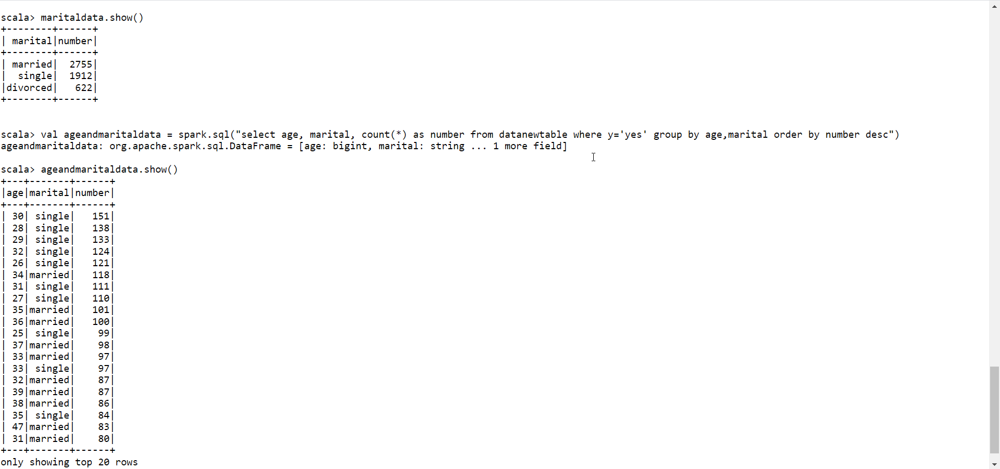 scala> maritaldata.show()
+--------+------+
| marital|number|
+--------+------+
| married|  2755|
|  single|  1912|
|divorced|   622|
+--------+------+
scala> val ageandmaritaldata = spark.sql("select age, marital, count(*) as number from datanewtable where y='yes' group by age,marital order by number desc")
ageandmaritaldata: org.apache.spark.sql.DataFrame = [age: bigint, marital: string ... 1 more field]
scala> ageandmaritaldata.show()
+---+-------+------+
|age|marital|number|
+---+-------+------+
| 30| single|   151|
| 28| single|   138|
| 29| single|   133|
| 32| single|   124|
| 26| single|   121|
| 34|married|   118|
| 31| single|   111|
| 27| single|   110|
| 35|married|   101|
| 36|married|   100|
| 25| single|    99|
| 37|married|    98|
| 33|married|    97|
| 33| single|    97|
| 32|married|    87|
| 39|married|    87|
| 38|married|    86|
| 35| single|    84|
| 47|married|    83|
| 31|married|    80|
+---+-------+------+
only showing top 20 rows